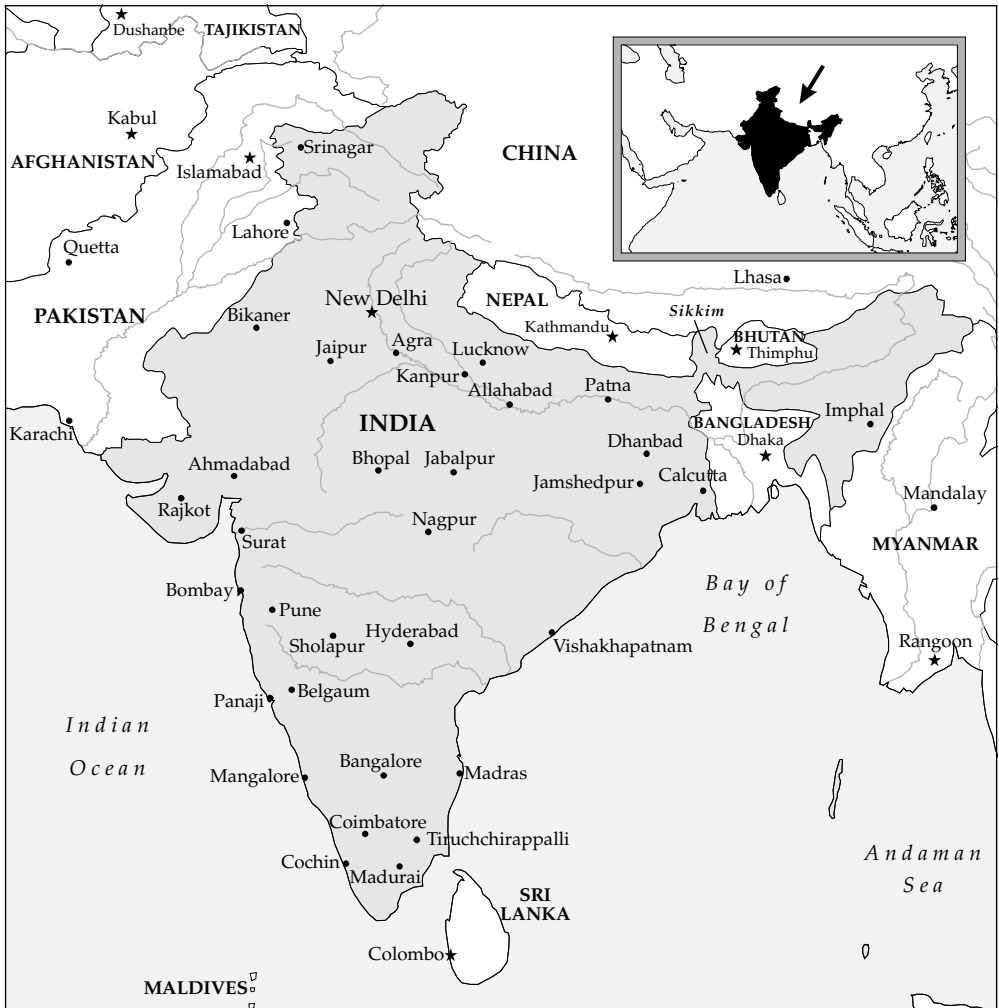 Dushanbe
TAJIKISTAN
Kabul
AFGHANISTAN
Islamabad
Srinagar
CHINA
Lahore
Quetta
Lhasa
PAKISTAN
New Delhi
NEPAL
Sikkim
Bikaner
Kathmandu
BHUTAN
Thimphu
Jaipur
Agra
Lucknow
Kanpur
Allahabad
Patna
Karachi
INDIA
BANGLADESH
Imphal
Dhaka
Dhanbad
Ahmadabad
Bhopal
Jabalpur
Jamshedpur
Calcutta
Rajkot
Mandalay
Surat
Nagpur
MYANMAR
Bombay
Bay of
Bengal
Pune
Sholapur
Hyderabad
Vishakhapatnam
Rangoon
Belgaum
Panaji
Indian
Ocean
Mangalore
Bangalore
Madras
Coimbatore
Tiruchchirappalli
Cochin
Madurai
Andaman
Sea
SRI
LANKA
Colombo
MALDIVES